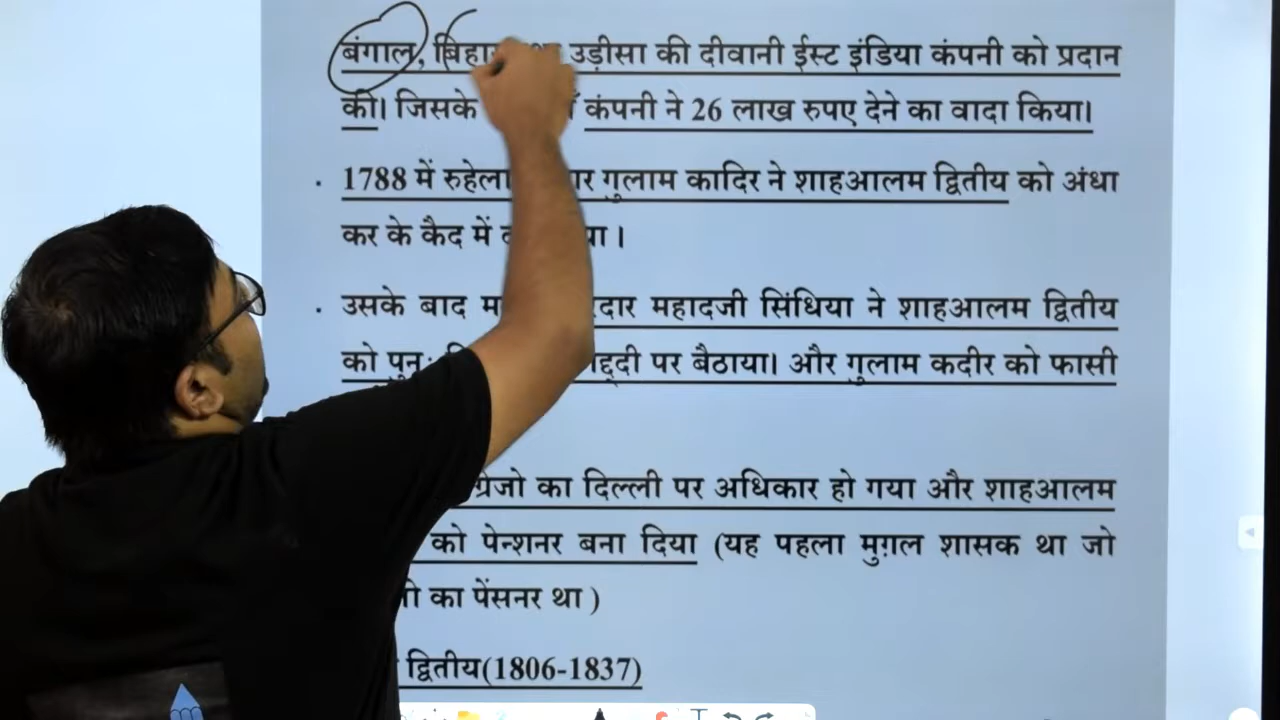 बंगाल, उड़ीसा की दीवानी ईस्ट इंडिया कंपनी को प्रदान
की। जिसके कंपनी ने 26 लाख रुपए देने का वादा किया।
. 1788 में गुलाम कादिर ने शाहआलम द्वितीय को अंधा
कर के कैद में
. उसके बाद महादजी सिंधिया ने शाहआलम द्वितीय
को पर बैठाया। और गुलाम कदीर को फासी
का दिल्ली पर अधिकार हो गया और शाहआलम
को पेन्शनर बना दिया (यह पहला मुग़ल शासक था जो
का पेंसनर था )
द्वितीय(1806-1837)